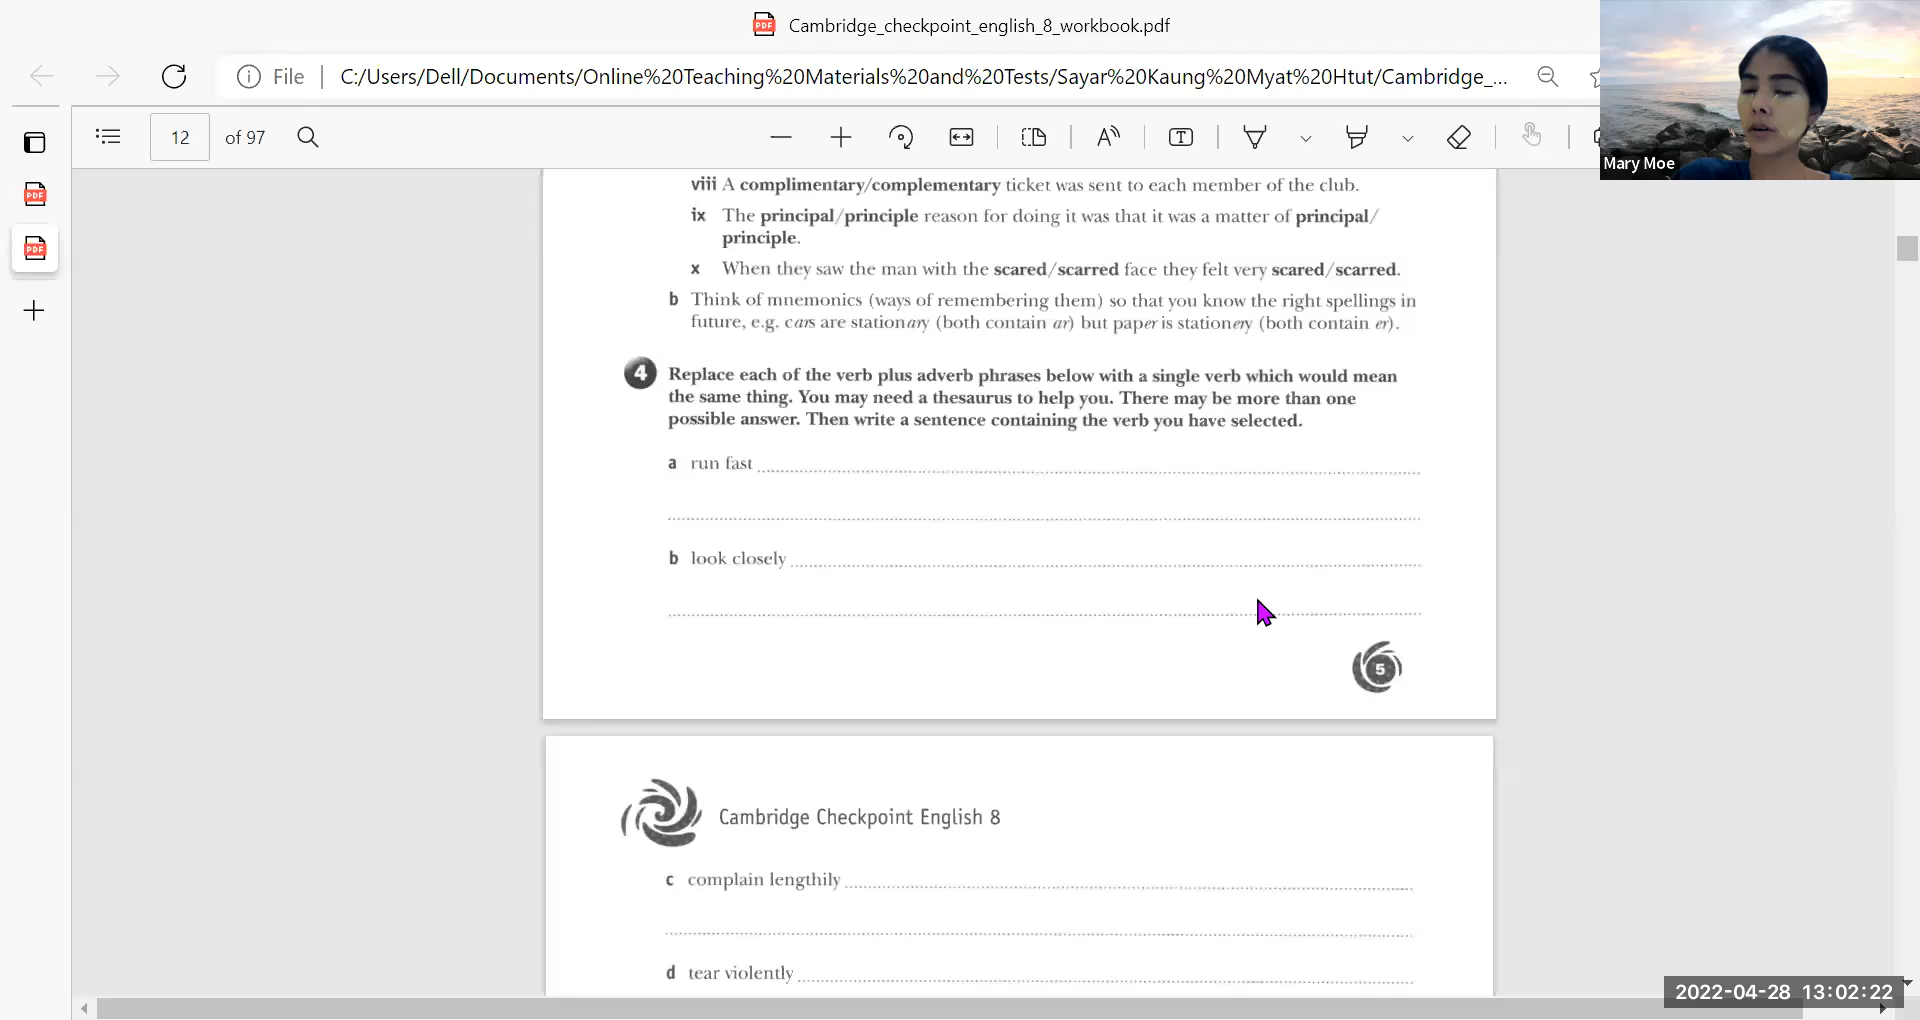 Cambridge_checkpoint_english_8_workbook.pdf
File
C:/Users/Dell/Documents/Online%20Teaching%20Materials%20and%20Tests/Sayar%20Kaung%20Myat%20Htut/Cambridge_...
Mary Moe
12 of 97
viii A complimentary/complementary ticket was sent to each member of the club.
ix The principal/principle reason for doing it was that it was a matter of principal/
principle.
x When they saw the man with the scared/scarred face they felt very scared/scarred.
b Think of mnemonics (ways of remembering them) so that you know the right spellings in
future, e.g. cars are stationary (both contain ar) but paper is stationery (both contain er).
4 Replace each of the verb plus adverb phrases below with a single verb which would mean
the same thing. You may need a thesaurus to help you. There may be more than one
possible answer. Then write a sentence containing the verb you have selected.
a run fast
b look closely
5
Cambridge Checkpoint English 8
c complain lengthily
d tear violently
2022-04-28 13:02:22